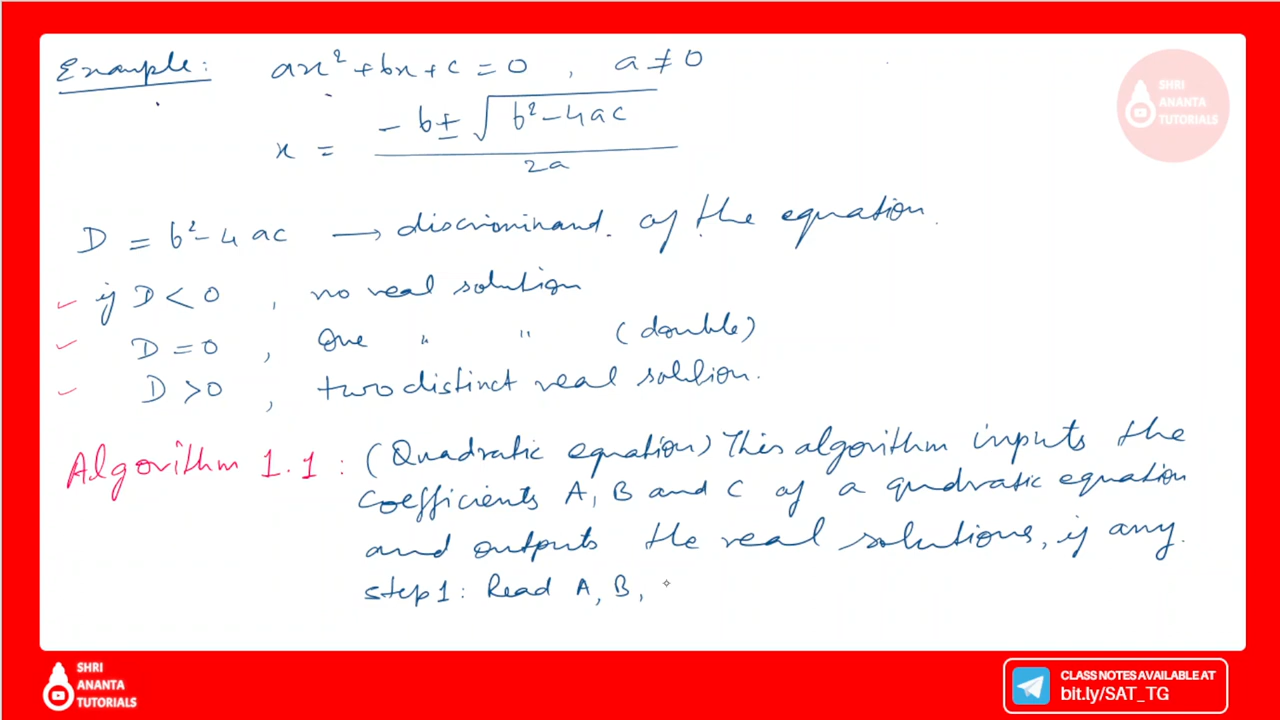 Example: ax² + bx + c = 0 , a ≠ 0
SHRI
ANANTA
TUTORIALS
x = - b ± √b² - 4ac / 2a
D = b² - 4ac → discriminand. of the equation.
if D < 0 , no real solution
D = 0 , One " " (double)
D > 0 , two distinct real solution.
Algorithm 1.1 : (Quadratic equation) This algorithm inputs the
coefficients A, B and C of a qudratic equation
and outputs the real solutions, if any.
step 1 : Read A, B,
SHRI
ANANTA
TUTORIALS
CLASS NOTES AVAILABLE AT
bit.ly/SAT_TG